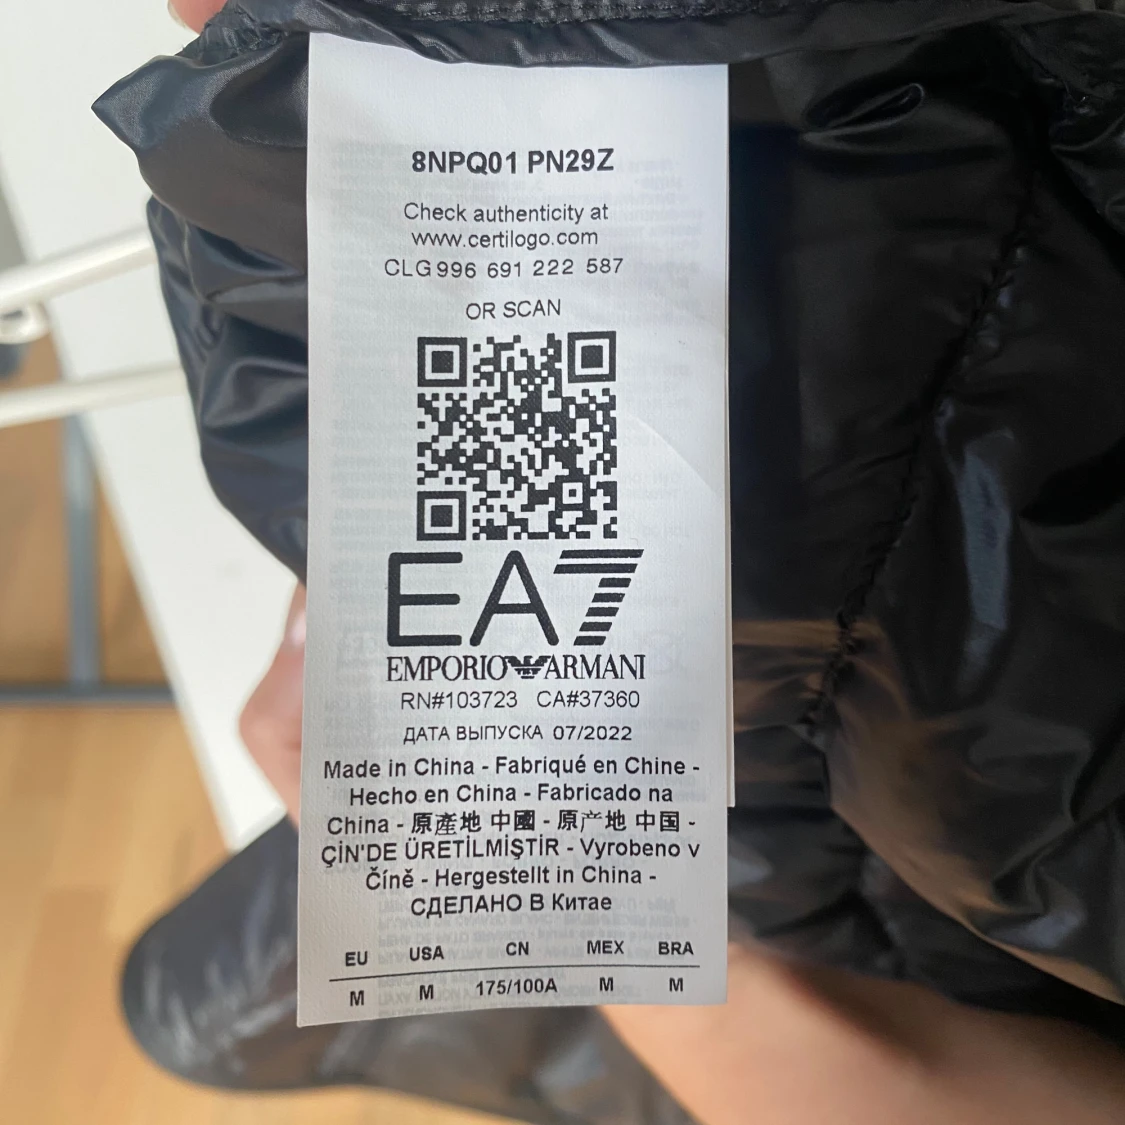 8NPQ01 PN29Z
Check authenticity at
www.certilogo.com
CLG 996 691 222 587
OR SCAN
EA7
EMPORIO ARMANI
RN#103723 CA#37360
ДАТА ВЫПУСКА 07/2022
Made in China - Fabriqué en Chine -
Hecho en China - Fabricado na
China - 原產地 中國 - 原产地 中国 -
ÇİN'DE ÜRETİLMİŞTİR - Vyrobeno v
Číně - Hergestellt in China -
СДЕЛАНО В Китае
EU USA CN MEX BRA
M M 175/100A M M